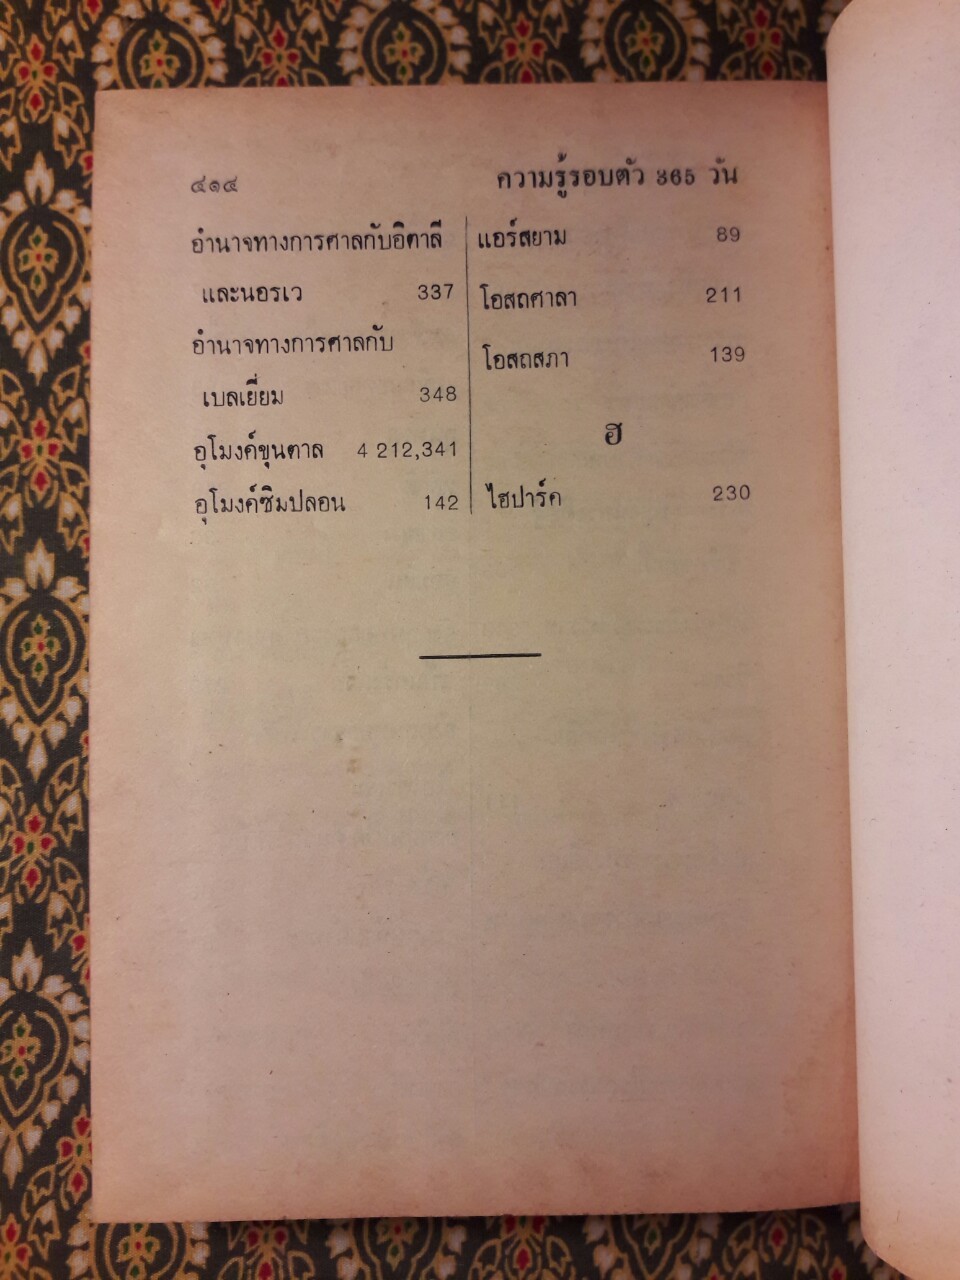 ๔๑๔
ความรู้รอบตัว 365 วัน
อำนาจทางการศาลกับอิตาลี
และนอรเว 337
อำนาจทางการศาลกับ
เบลเยี่ยม 348
อุโมงค์ขุนตาล 4 212,341
อุโมงค์ซิมปลอน 142
แอร์สยาม 89
โอสถศาลา 211
โอสถสภา 139
ฮ
ไฮปาร์ค 230